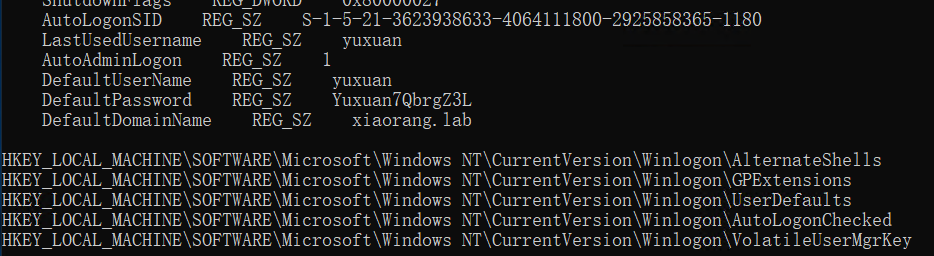 ShutdownFlags    REG_DWORD    0x80000027
AutoLogonSID    REG_SZ    S-1-5-21-3623938633-4064111800-2925858365-1180
LastUsedUsername    REG_SZ    yuxuan
AutoAdminLogon    REG_SZ    1
DefaultUserName    REG_SZ    yuxuan
DefaultPassword    REG_SZ    Yuxuan7QbrgZ3L
DefaultDomainName    REG_SZ    xiaorang.lab
HKEY_LOCAL_MACHINE\SOFTWARE\Microsoft\Windows NT\CurrentVersion\Winlogon\AlternateShells
HKEY_LOCAL_MACHINE\SOFTWARE\Microsoft\Windows NT\CurrentVersion\Winlogon\GPExtensions
HKEY_LOCAL_MACHINE\SOFTWARE\Microsoft\Windows NT\CurrentVersion\Winlogon\UserDefaults
HKEY_LOCAL_MACHINE\SOFTWARE\Microsoft\Windows NT\CurrentVersion\Winlogon\AutoLogonChecked
HKEY_LOCAL_MACHINE\SOFTWARE\Microsoft\Windows NT\CurrentVersion\Winlogon\VolatileUserMgrKey